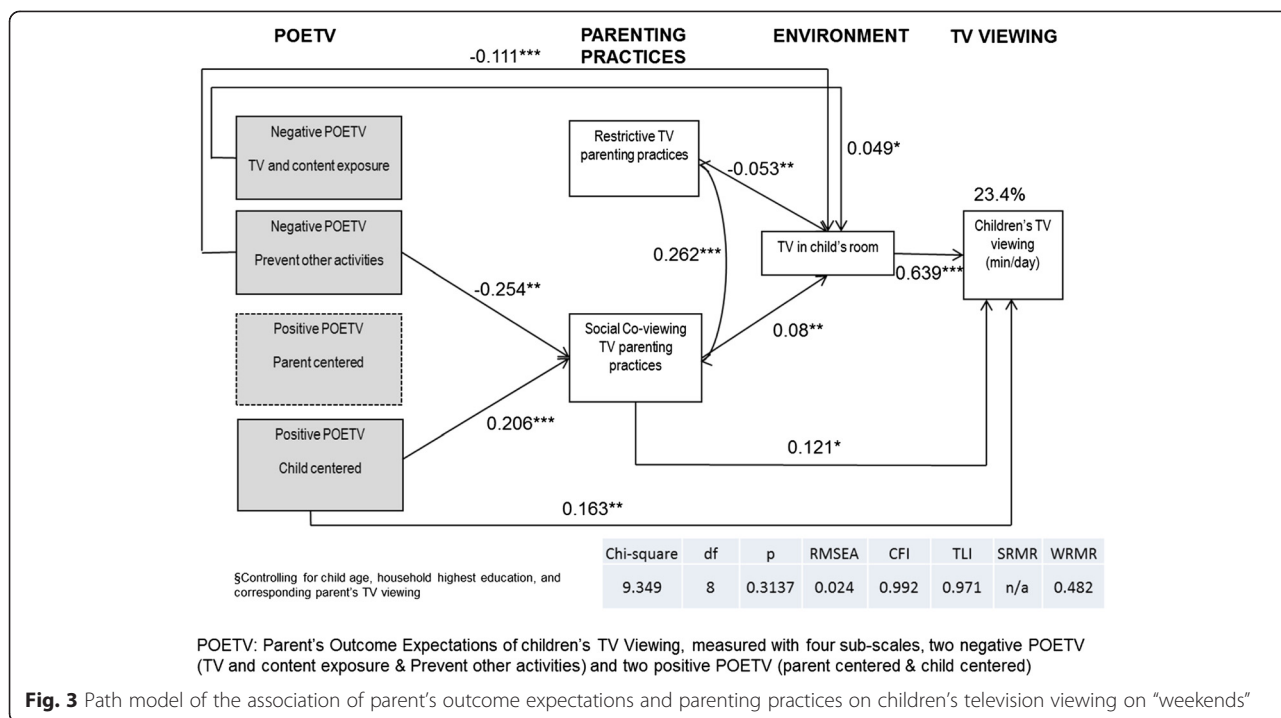 POETV
PARENTING
PRACTICES
ENVIRONMENT
TV VIEWING
-0.111***
Negative POETV
TV and content exposure
Restrictive TV
parenting practices
0.049*
-0.053**
23.4%
Negative POETV
Prevent other activities
Children's TV
viewing
(min/day)
TV in child's room
0.262***
0.639***
-0.254**
Positive POETV
Parent centered
Social Co-viewing
TV parenting
practices
0.08**
0.206***
Positive POETV
Child centered
0.121*
0.163**
Chi-square df p RMSEA CFI TLI SRMR WRMR
9.349 8 0.3137 0.024 0.992 0.971 n/a 0.482
§Controlling for child age, household highest education, and
corresponding parent's TV viewing
POETV: Parent's Outcome Expectations of children's TV Viewing, measured with four sub-scales, two negative POETV
(TV and content exposure & Prevent other activities) and two positive POETV (parent centered & child centered)
Fig. 3 Path model of the association of parent's outcome expectations and parenting practices on children's television viewing on "weekends"